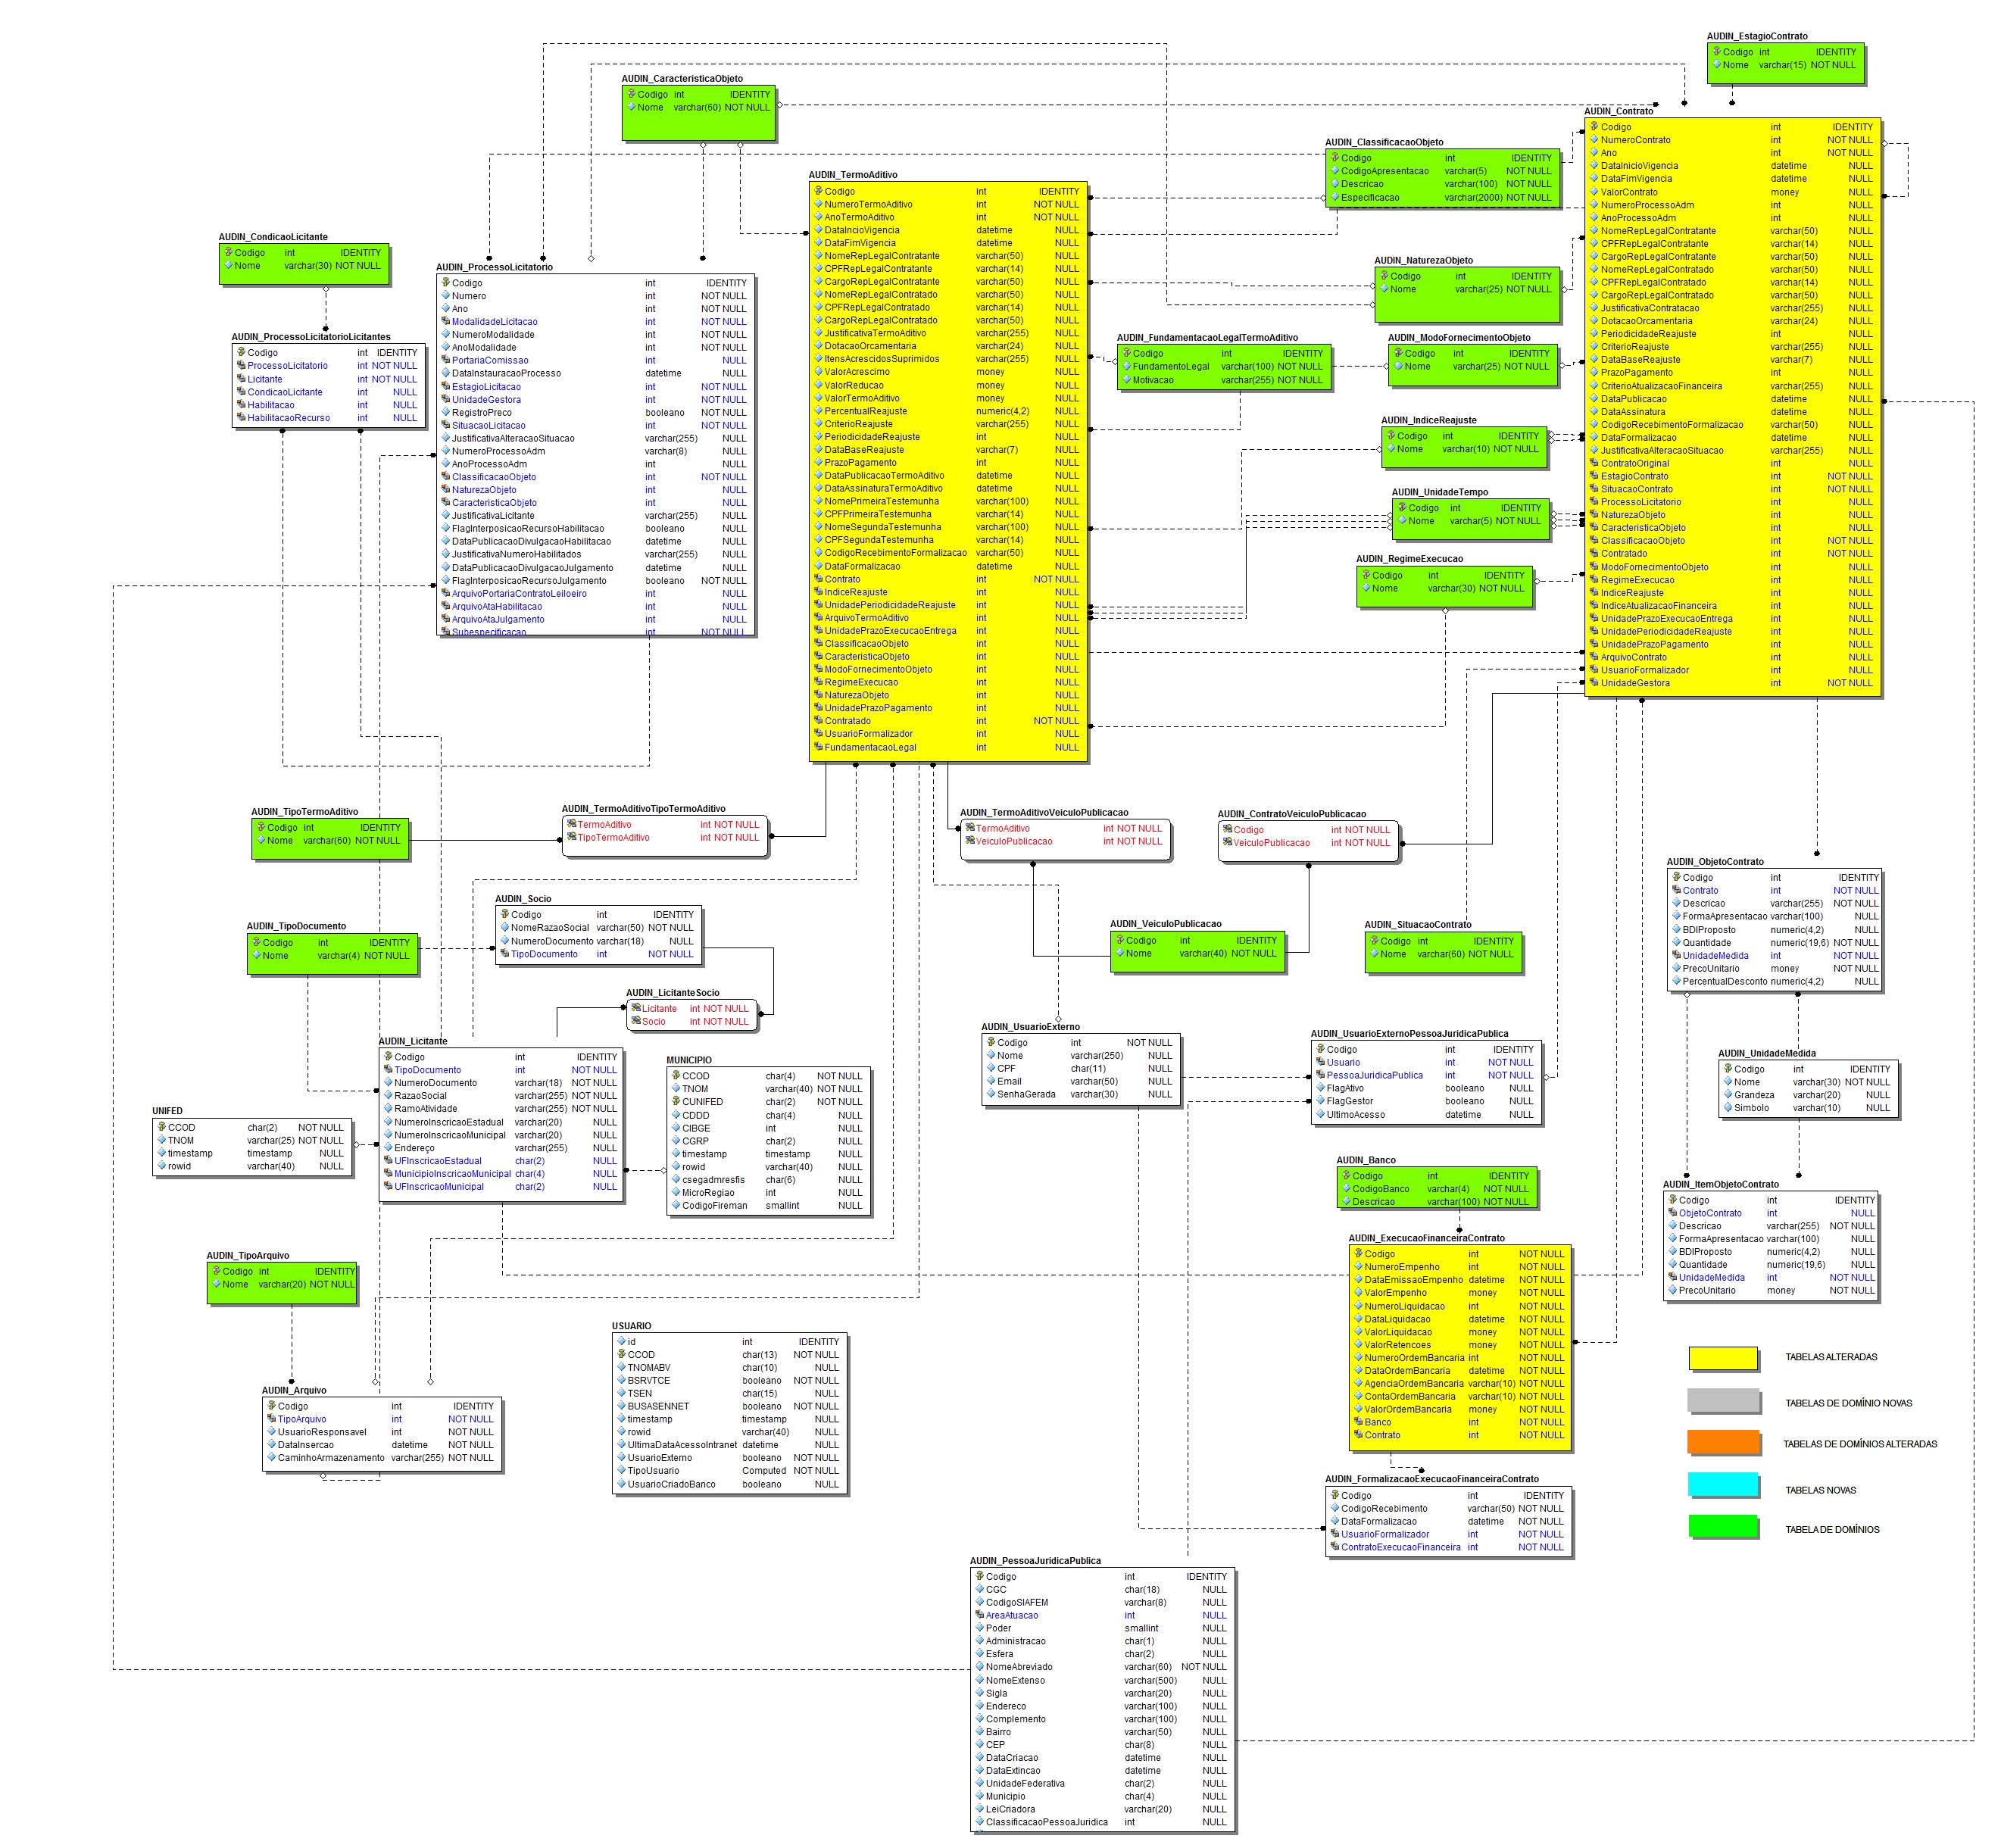 AUDIN_EstagioContrato
Codigo int IDENTITY
Nome varchar(15) NOT NULL
AUDIN_CaracteristicaObjeto
Codigo int IDENTITY
Nome varchar(60) NOT NULL
AUDIN_Contrato
Codigo int IDENTITY
NumeroContrato int NOT NULL
Ano int NOT NULL
DataInicioVigencia datetime NULL
DataFimVigencia datetime NULL
ValorContrato money NULL
NumeroProcessoAdm int NULL
AnoProcessoAdm int NULL
NomeRepLegalContratante varchar(50) NULL
CPFRepLegalContratante varchar(14) NULL
CargoRepLegalContratante varchar(50) NULL
NomeRepLegalContratado varchar(50) NULL
CPFRepLegalContratado varchar(14) NULL
CargoRepLegalContratado varchar(50) NULL
JustificativaContratacao varchar(255) NULL
DotacaoOrcamentaria varchar(24) NULL
PeriodicidadeReajuste int NULL
CriterioReajuste varchar(255) NULL
DataBaseReajuste varchar(7) NULL
PrazoPagamento int NULL
CriterioAtualizacaoFinanceira varchar(255) NULL
DataPublicacao datetime NULL
DataAssinatura datetime NULL
CodigoRecebimentoFormalizacao varchar(50) NULL
DataFormalizacao datetime NULL
JustificativaAlteracaoSituacao varchar(255) NULL
ContratoOriginal int NULL
EstagioContrato int NOT NULL
SituacaoContrato int NOT NULL
ProcessoLicitatorio int NULL
NaturezaObjeto int NULL
CaracteristicaObjeto int NULL
ClassificacaoObjeto int NOT NULL
Contratado int NOT NULL
ModoFornecimentoObjeto int NULL
RegimeExecucao int NULL
IndiceReajuste int NULL
IndiceAtualizacaoFinanceira int NULL
UnidadePrazoExecucaoEntrega int NULL
UnidadePeriodicidadeReajuste int NULL
UnidadePrazoPagamento int NULL
ArquivoContrato int NULL
UsuarioFormalizador int NULL
UnidadeGestora int NOT NULL
AUDIN_ClassificacaoObjeto
Codigo int IDENTITY
CodigoApresentacao varchar(5) NOT NULL
Descricao varchar(100) NOT NULL
Especificacao varchar(2000) NOT NULL
AUDIN_TermoAditivo
Codigo int IDENTITY
NumeroTermoAditivo int NOT NULL
AnoTermoAditivo int NOT NULL
DataIncioVigencia datetime NULL
DataFimVigencia datetime NULL
NomeRepLegalContratante varchar(50) NULL
CPFRepLegalContratante varchar(14) NULL
CargoRepLegalContratante varchar(50) NULL
NomeRepLegalContratado varchar(50) NULL
CPFRepLegalContratado varchar(14) NULL
CargoRepLegalContratado varchar(50) NULL
JustificativaTermoAditivo varchar(255) NULL
DotacaoOrcamentaria varchar(24) NULL
ItensAcrescidosSuprimidos varchar(255) NULL
ValorAcrescimo money NULL
ValorReducao money NULL
ValorTermoAditivo money NULL
PercentualReajuste numeric(4,2) NULL
CriterioReajuste varchar(255) NULL
PeriodicidadeReajuste int NULL
DataBaseReajuste varchar(7) NULL
PrazoPagamento int NULL
DataPublicacaoTermoAditivo datetime NULL
DataAssinaturaTermoAditivo datetime NULL
NomePrimeiraTestemunha varchar(100) NULL
CPFPrimeiraTestemunha varchar(14) NULL
NomeSegundaTestemunha varchar(100) NULL
CPFSegundaTestemunha varchar(14) NULL
CodigoRecebimentoFormalizacao varchar(50) NULL
DataFormalizacao datetime NULL
Contrato int NOT NULL
IndiceReajuste int NULL
UnidadePeriodicidadeReajuste int NULL
ArquivoTermoAditivo int NULL
UnidadePrazoExecucaoEntrega int NULL
ClassificacaoObjeto int NULL
CaracteristicaObjeto int NULL
ModoFornecimentoObjeto int NULL
RegimeExecucao int NULL
NaturezaObjeto int NULL
UnidadePrazoPagamento int NULL
Contratado int NOT NULL
UsuarioFormalizador int NULL
FundamentacaoLegal int NULL
AUDIN_CondicaoLicitante
Codigo int IDENTITY
Nome varchar(30) NOT NULL
AUDIN_ProcessoLicitatorio
Codigo int IDENTITY
Numero int NOT NULL
Ano int NOT NULL
ModalidadeLicitacao int NOT NULL
NumeroModalidade int NOT NULL
AnoModalidade int NOT NULL
PortariaComissao int NULL
DataInstauracaoProcesso datetime NULL
EstagioLicitacao int NOT NULL
UnidadeGestora int NOT NULL
RegistroPreco booleano NOT NULL
SituacaoLicitacao int NOT NULL
JustificativaAlteracaoSituacao varchar(255) NULL
NumeroProcessoAdm varchar(8) NULL
AnoProcessoAdm int NULL
ClassificacaoObjeto int NOT NULL
NaturezaObjeto int NULL
CaracteristicaObjeto int NULL
JustificativaLicitante varchar(255) NULL
FlagInterposicaoRecursoHabilitacao booleano NULL
DataPublicacaoDivulgacaoHabilitacao datetime NULL
JustificativaNumeroHabilitados varchar(255) NULL
DataPublicacaoDivulgacaoJulgamento datetime NULL
FlagInterposicaoRecursoJulgamento booleano NOT NULL
ArquivoPortariaContratoLeiloeiro int NULL
ArquivoAtaHabilitacao int NULL
ArquivoAtaJulgamento int NULL
Subespecificacao int NOT NULL
AUDIN_NaturezaObjeto
Codigo int IDENTITY
Nome varchar(25) NOT NULL
AUDIN_ProcessoLicitatorioLicitantes
Codigo int IDENTITY
ProcessoLicitatorio int NOT NULL
Licitante int NOT NULL
CondicaoLicitante int NULL
Habilitacao int NULL
HabilitacaoRecurso int NULL
AUDIN_FundamentacaoLegalTermoAditivo
Codigo int IDENTITY
FundamentoLegal varchar(100) NOT NULL
Motivacao varchar(255) NOT NULL
AUDIN_ModoFornecimentoObjeto
Codigo int IDENTITY
Nome varchar(25) NOT NULL
AUDIN_IndiceReajuste
Codigo int IDENTITY
Nome varchar(10) NOT NULL
AUDIN_UnidadeTempo
Codigo int IDENTITY
Nome varchar(5) NOT NULL
AUDIN_RegimeExecucao
Codigo int IDENTITY
Nome varchar(30) NOT NULL
AUDIN_TipoTermoAditivo
Codigo int IDENTITY
Nome varchar(60) NOT NULL
AUDIN_TermoAditivoTipoTermoAditivo
TermoAditivo int NOT NULL
TipoTermoAditivo int NOT NULL
AUDIN_TermoAditivoVeiculoPublicacao
TermoAditivo int NOT NULL
VeiculoPublicacao int NOT NULL
AUDIN_ContratoVeiculoPublicacao
Codigo int NOT NULL
VeiculoPublicacao int NOT NULL
AUDIN_ObjetoContrato
Codigo int IDENTITY
Contrato int NOT NULL
Descricao varchar(255) NOT NULL
FormaApresentacao varchar(100) NULL
BDIProposto numeric(4,2) NULL
Quantidade numeric(19,6) NOT NULL
UnidadeMedida int NOT NULL
PrecoUnitario money NOT NULL
PercentualDesconto numeric(4,2) NULL
AUDIN_Socio
Codigo int IDENTITY
NomeRazaoSocial varchar(50) NOT NULL
NumeroDocumento varchar(18) NULL
TipoDocumento int NOT NULL
AUDIN_TipoDocumento
Codigo int IDENTITY
Nome varchar(4) NOT NULL
AUDIN_VeiculoPublicacao
Codigo int IDENTITY
Nome varchar(40) NOT NULL
AUDIN_SituacaoContrato
Codigo int IDENTITY
Nome varchar(60) NOT NULL
AUDIN_LicitanteSocio
Licitante int NOT NULL
Socio int NOT NULL
AUDIN_Licitante
Codigo int IDENTITY
TipoDocumento int NOT NULL
NumeroDocumento varchar(18) NOT NULL
RazaoSocial varchar(255) NOT NULL
RamoAtividade varchar(255) NOT NULL
NumeroInscricaoEstadual varchar(20) NULL
NumeroInscricaoMunicipal varchar(20) NULL
Endereço varchar(255) NULL
UFInscricaoEstadual char(2) NULL
MunicipioInscricaoMunicipal char(4) NULL
UFInscricaoMunicipal char(2) NULL
MUNICIPIO
CCOD char(4) NOT NULL
TNOM varchar(40) NOT NULL
CUNIFED char(2) NOT NULL
CDDD char(4) NULL
CIBGE int NULL
CGRP char(2) NULL
timestamp timestamp NULL
rowid varchar(40) NULL
csegadmresfis char(6) NULL
MicroRegiao int NULL
CodigoFireman smallint NULL
AUDIN_UsuarioExterno
Codigo int NOT NULL
Nome varchar(250) NULL
CPF char(11) NULL
Email varchar(50) NULL
SenhaGerada varchar(30) NULL
AUDIN_UsuarioExternoPessoaJuridicaPublica
Codigo int IDENTITY
Usuario int NOT NULL
PessoaJuridicaPublica int NOT NULL
FlagAtivo booleano NULL
FlagGestor booleano NULL
UltimoAcesso datetime NULL
AUDIN_UnidadeMedida
Codigo int IDENTITY
Nome varchar(30) NOT NULL
Grandeza varchar(20) NULL
Simbolo varchar(10) NULL
UNIFED
CCOD char(2) NOT NULL
TNOM varchar(25) NOT NULL
timestamp timestamp NULL
rowid varchar(40) NULL
AUDIN_Banco
Codigo int IDENTITY
CodigoBanco varchar(4) NOT NULL
Descricao varchar(100) NOT NULL
AUDIN_ItemObjetoContrato
Codigo int IDENTITY
ObjetoContrato int NULL
Descricao varchar(255) NOT NULL
FormaApresentacao varchar(100) NULL
BDIProposto numeric(4,2) NULL
Quantidade numeric(19,6) NULL
UnidadeMedida int NOT NULL
PrecoUnitario money NOT NULL
AUDIN_ExecucaoFinanceiraContrato
Codigo int NOT NULL
NumeroEmpenho int NOT NULL
DataEmissaoEmpenho datetime NOT NULL
ValorEmpenho money NOT NULL
NumeroLiquidacao int NOT NULL
DataLiquidacao datetime NOT NULL
ValorLiquidacao money NOT NULL
ValorRetencoes money NOT NULL
NumeroOrdemBancaria int NOT NULL
DataOrdemBancaria datetime NOT NULL
AgenciaOrdemBancaria varchar(10) NOT NULL
ContaOrdemBancaria varchar(10) NOT NULL
ValorOrdemBancaria money NOT NULL
Banco int NOT NULL
Contrato int NOT NULL
AUDIN_TipoArquivo
Codigo int IDENTITY
Nome varchar(20) NOT NULL
USUARIO
id int IDENTITY
CCOD char(13) NOT NULL
TNOMABV char(10) NULL
BSRVTCE booleano NOT NULL
TSEN char(15) NULL
BUSASENNET booleano NOT NULL
timestamp timestamp NULL
rowid varchar(40) NULL
UltimaDataAcessoIntranet datetime NULL
UsuarioExterno booleano NOT NULL
TipoUsuario Computed NOT NULL
UsuarioCriadoBanco booleano NULL
AUDIN_Arquivo
Codigo int IDENTITY
TipoArquivo int NOT NULL
UsuarioResponsavel int NOT NULL
DataInsercao datetime NOT NULL
CaminhoArmazenamento varchar(255) NOT NULL
TABELAS ALTERADAS
TABELAS DE DOMÍNIO NOVAS
TABELAS DE DOMÍNIOS ALTERADAS
TABELAS NOVAS
TABELA DE DOMÍNIOS
AUDIN_FormalizacaoExecucaoFinanceiraContrato
Codigo int IDENTITY
CodigoRecebimento varchar(50) NOT NULL
DataFormalizacao datetime NOT NULL
UsuarioFormalizador int NOT NULL
ContratoExecucaoFinanceira int NOT NULL
AUDIN_PessoaJuridicaPublica
Codigo int IDENTITY
CGC char(18) NULL
CodigoSIAFEM varchar(8) NULL
AreaAtuacao int NULL
Poder smallint NULL
Administracao char(1) NULL
Esfera char(2) NULL
NomeAbreviado varchar(60) NOT NULL
NomeExtenso varchar(500) NULL
Sigla varchar(20) NULL
Endereco varchar(100) NULL
Complemento varchar(100) NULL
Bairro varchar(50) NULL
CEP char(8) NULL
DataCriacao datetime NULL
DataExtincao datetime NULL
UnidadeFederativa char(2) NULL
Municipio char(4) NULL
LeiCriadora varchar(20) NULL
ClassificacaoPessoaJuridica int NULL